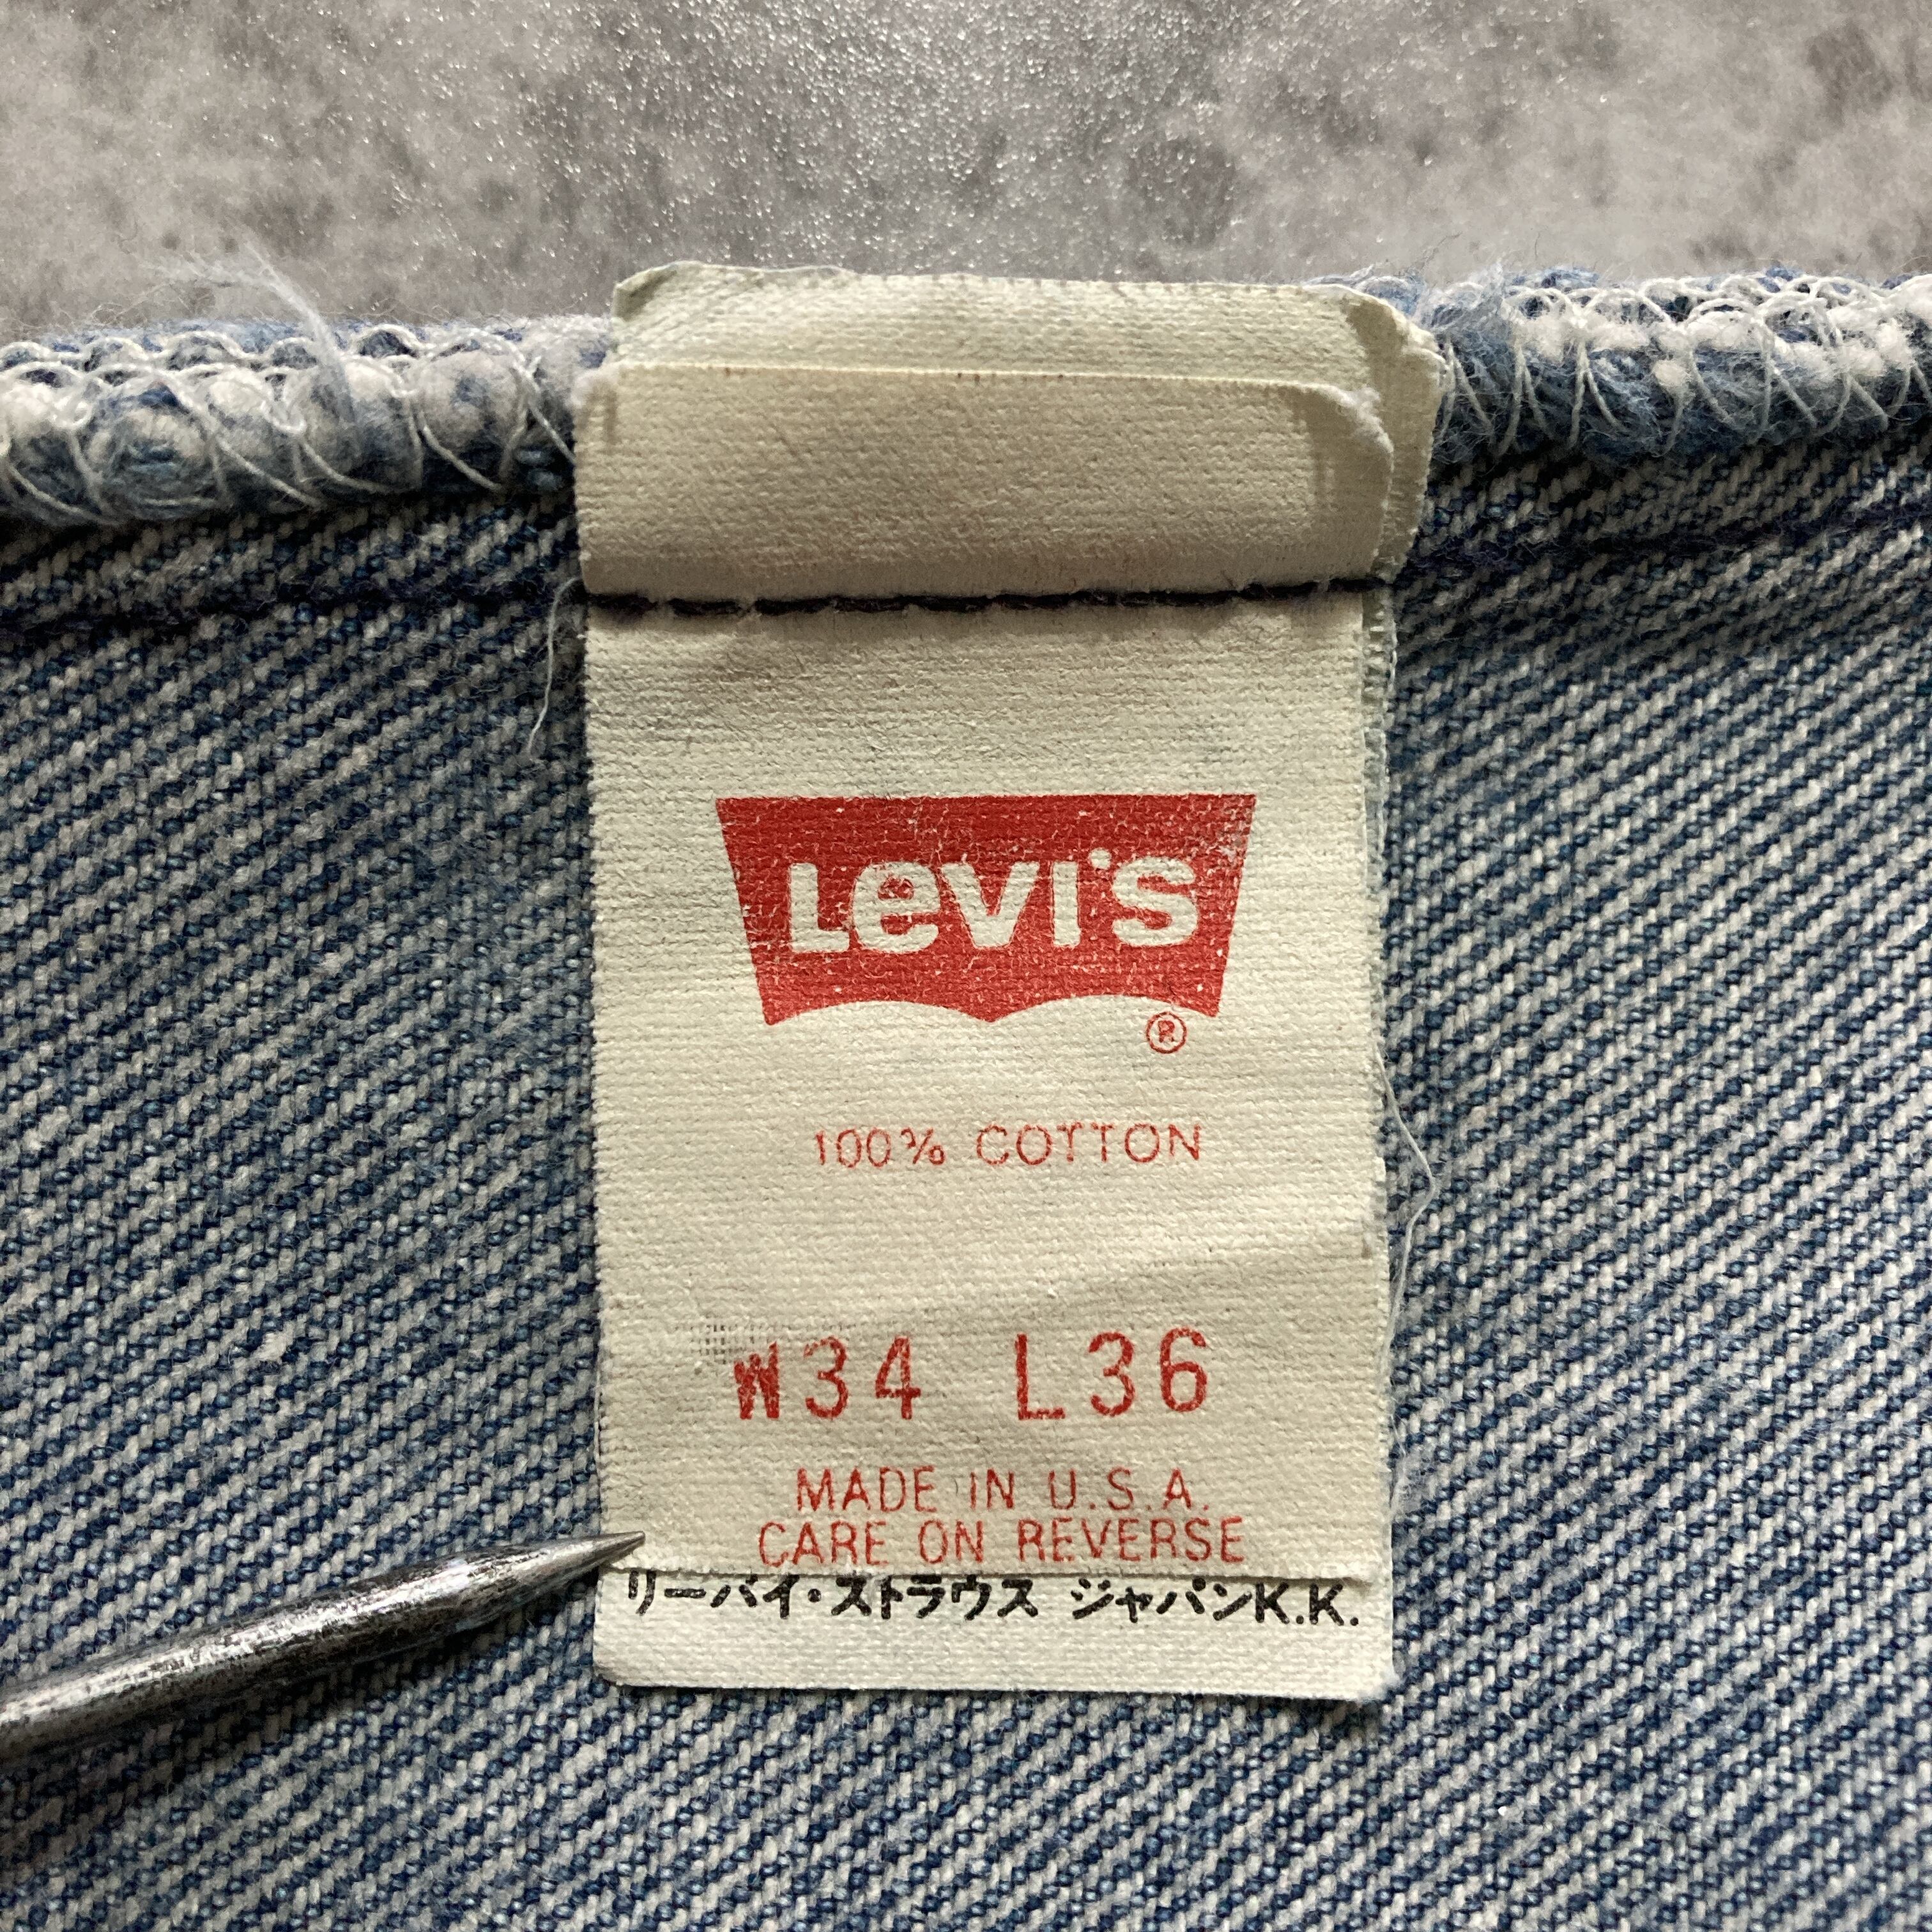 Levi's
®
100% COTTON
W34 L36
MADE IN U.S.A.
CARE ON REVERSE
リーバイ・ストラウス ジャパンK.K.